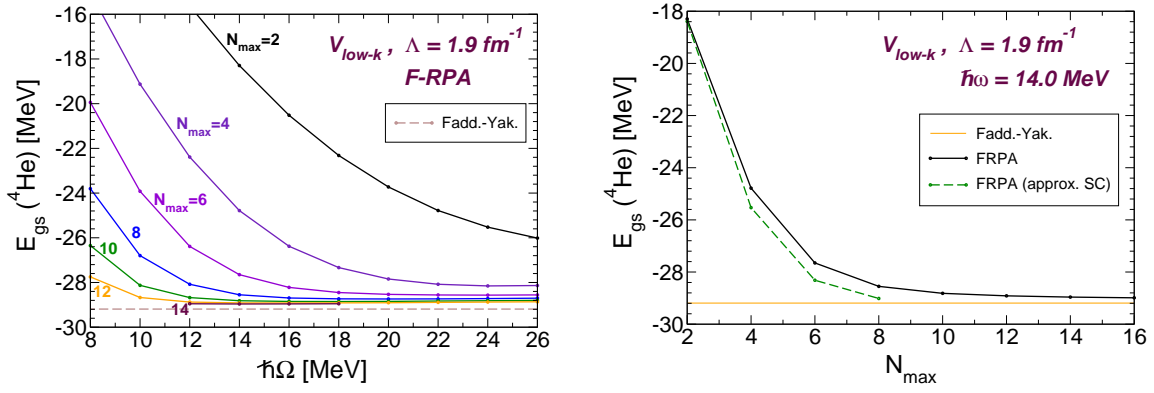 -16
-18
-20
-22
-24
-26
-28
-30
E_gs (⁴He) [MeV]
N_max=2
V_low-k , Λ = 1.9 fm⁻¹
F-RPA
Fadd.-Yak.
N_max=4
N_max=6
8
10
12
14
8 10 12 14 16 18 20 22 24 26
ħΩ [MeV]
-18
-20
-22
-24
-26
-28
-30
E_gs (⁴He) [MeV]
V_low-k , Λ = 1.9 fm⁻¹
ħω = 14.0 MeV
Fadd.-Yak.
FRPA
FRPA (approx. SC)
2 4 6 8 10 12 14 16
N_max